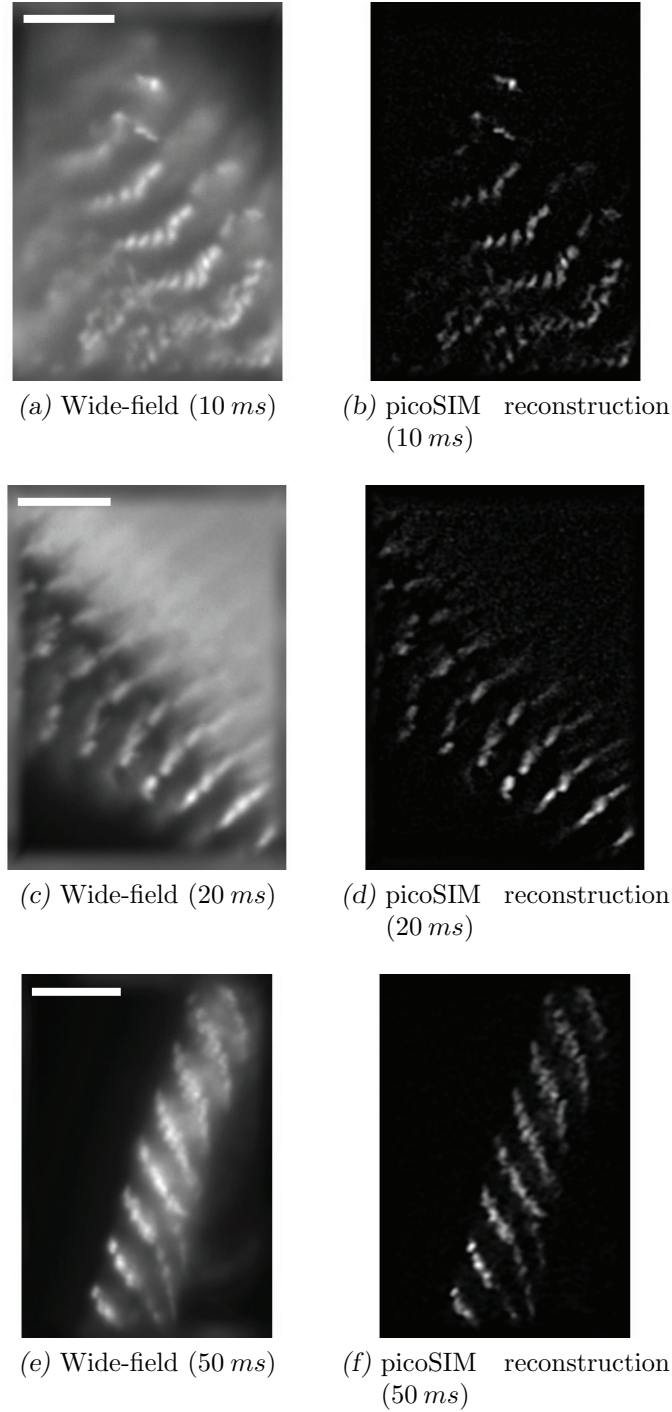 (a) Wide-field (10 ms)
(b) picoSIM reconstruction
(10 ms)
(c) Wide-field (20 ms)
(d) picoSIM reconstruction
(20 ms)
(e) Wide-field (50 ms)
(f) picoSIM reconstruction
(50 ms)